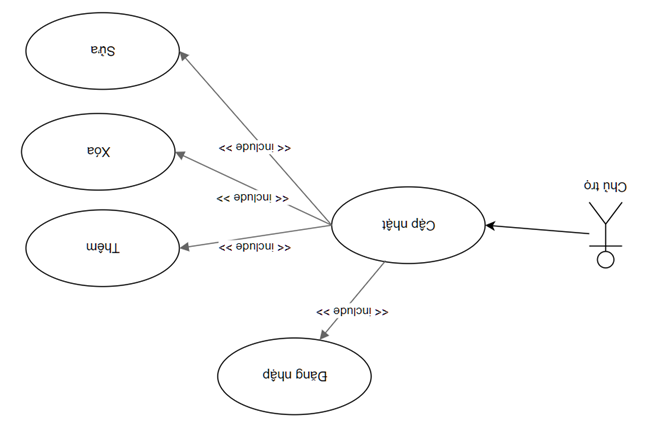 Đăng nhập
<< include >>
Chủ trọ
Cập nhật
<< include >>
Thêm
<< include >>
Xóa
<< include >>
Sửa